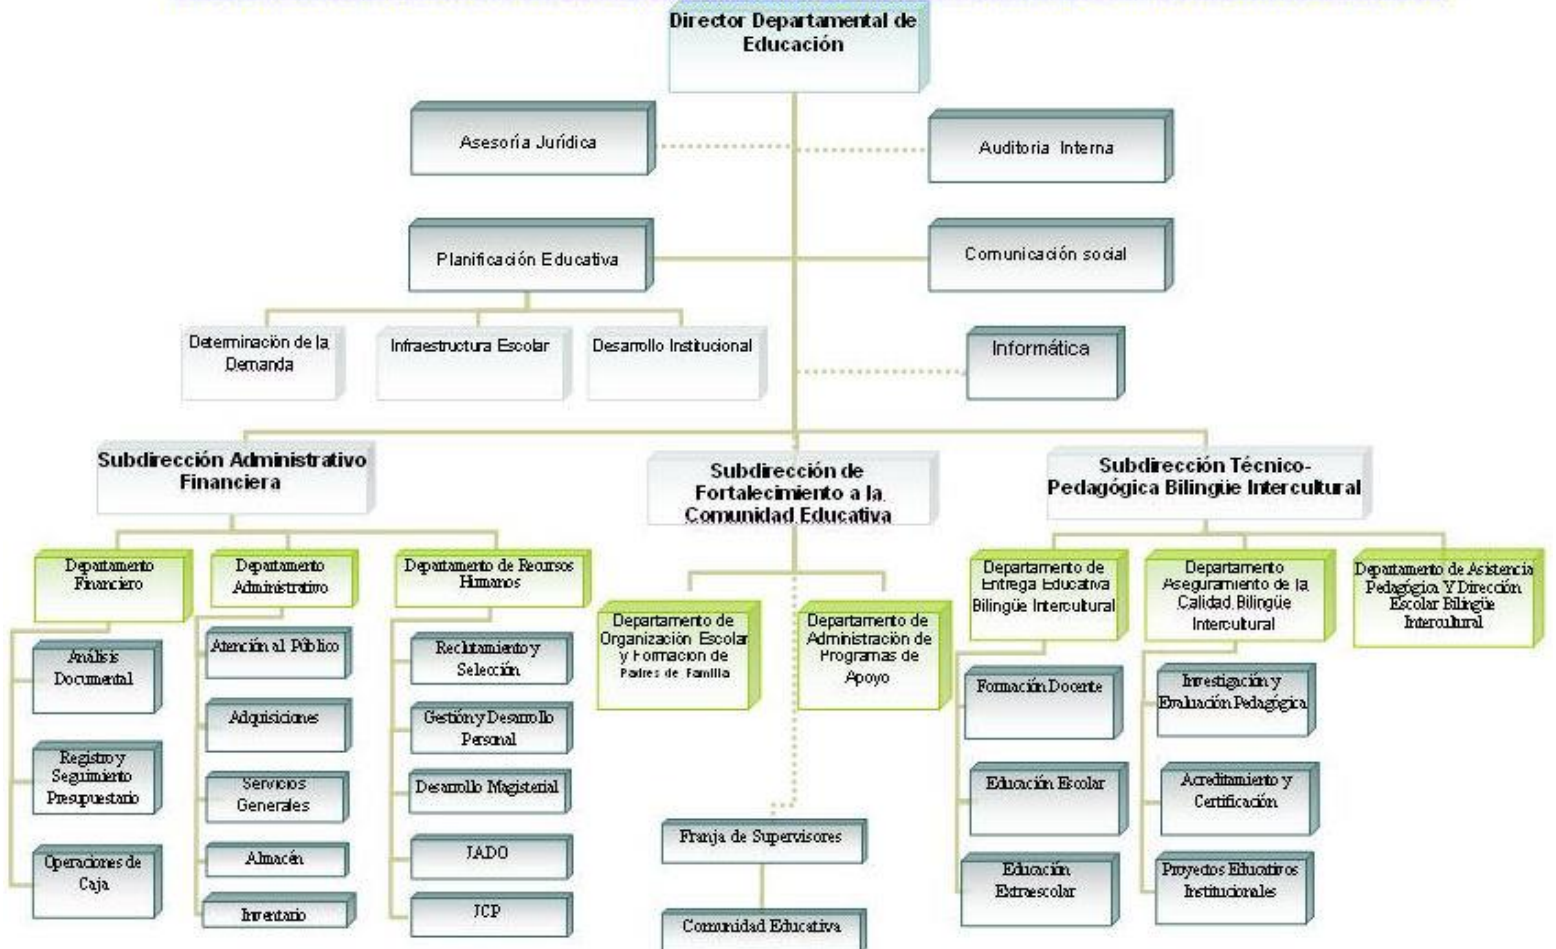 Director Departamental de
Educación
Asesoría Jurídica
Auditoria Interna
Planificación Educativa
Comunicación social
Determinación de la
Demanda
Infraestructura Escolar
Desarrollo Institucional
Informática
Subdirección Administrativo
Financiera
Subdirección de
Fortalecimiento a la
Comunidad Educativa
Subdirección Técnico-
Pedagógica Bilingüe Intercultural
Departamento
Financiero
Departamento
Administrativo
Departamento de Recursos
Humanos
Departamento de
Organización Escolar
y Formación de
Padres de Familia
Departamento de
Administración de
Programas de
Apoyo
Departamento de
Entrega Educativa
Bilingüe Intercultural
Departamento
Aseguramiento de la
Calidad Bilingüe
Intercultural
Departamento de Asistencia
Pedagógica Y Dirección
Escolar Bilingüe
Intercultural
Análisis
Documental
Registro y
Seguimiento
Presupuestario
Operaciones de
Caja
Atención al Público
Adquisiciones
Servicios
Generales
Almacén
Inventario
Reclutamiento y
Selección
Gestión y Desarrollo
Personal
Desarrollo Magisterial
JADO
JCP
Franja de Supervisores
Comunidad Educativa
Formación Docente
Educación Escolar
Educación
Extraescolar
Investigación y
Evaluación Pedagógica
Acreditamiento y
Certificación
Proyectos Educativos
Institucionales